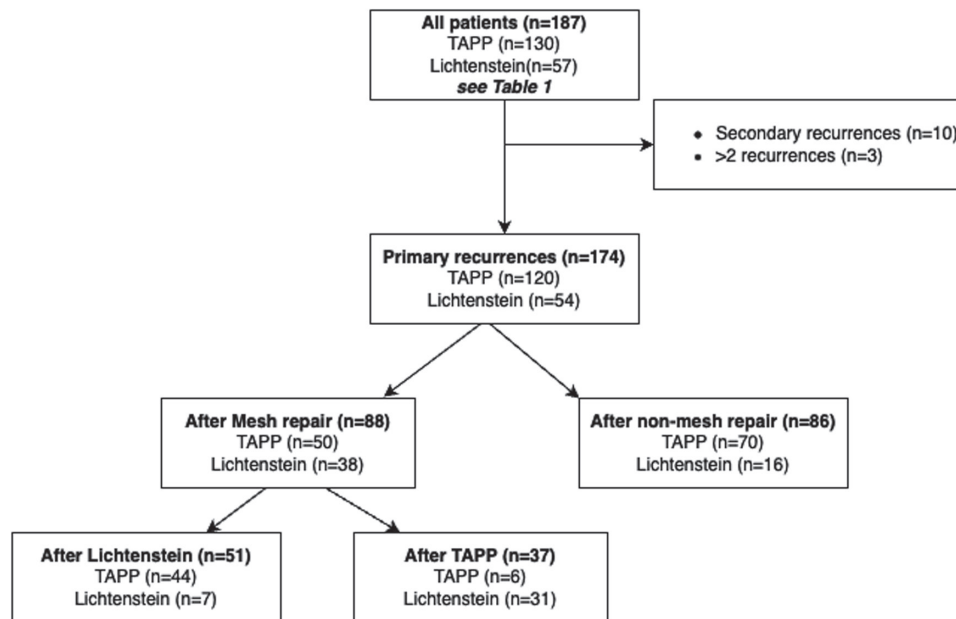 All patients (n=187)
TAPP (n=130)
Lichtenstein(n=57)
see Table 1
• Secondary recurrences (n=10)
• >2 recurrences (n=3)
Primary recurrences (n=174)
TAPP (n=120)
Lichtenstein (n=54)
After Mesh repair (n=88)
TAPP (n=50)
Lichtenstein (n=38)
After non-mesh repair (n=86)
TAPP (n=70)
Lichtenstein (n=16)
After Lichtenstein (n=51)
TAPP (n=44)
Lichtenstein (n=7)
After TAPP (n=37)
TAPP (n=6)
Lichtenstein (n=31)